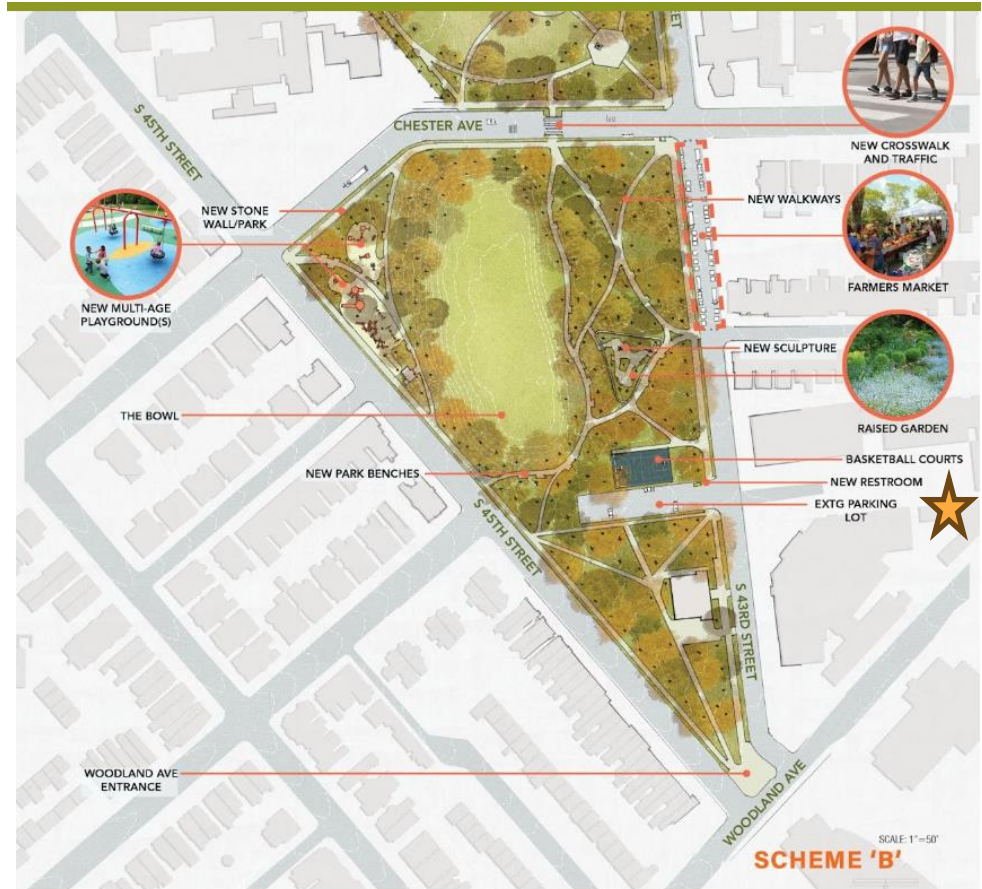 STREET
CHESTER AVE
S 45TH STREET
NEW CROSSWALK
AND TRAFFIC
NEW STONE
WALL/PARK
NEW WALKWAYS
NEW MULTI-AGE
PLAYGROUND(S)
FARMERS MARKET
NEW SCULPTURE
THE BOWL
RAISED GARDEN
BASKETBALL COURTS
NEW PARK BENCHES
NEW RESTROOM
EXTG PARKING
LOT
S 45TH STREET
S 43RD STREET
WOODLAND AVE
ENTRANCE
WOODLAND AVE
SCALE: 1"=50'
SCHEME 'B'